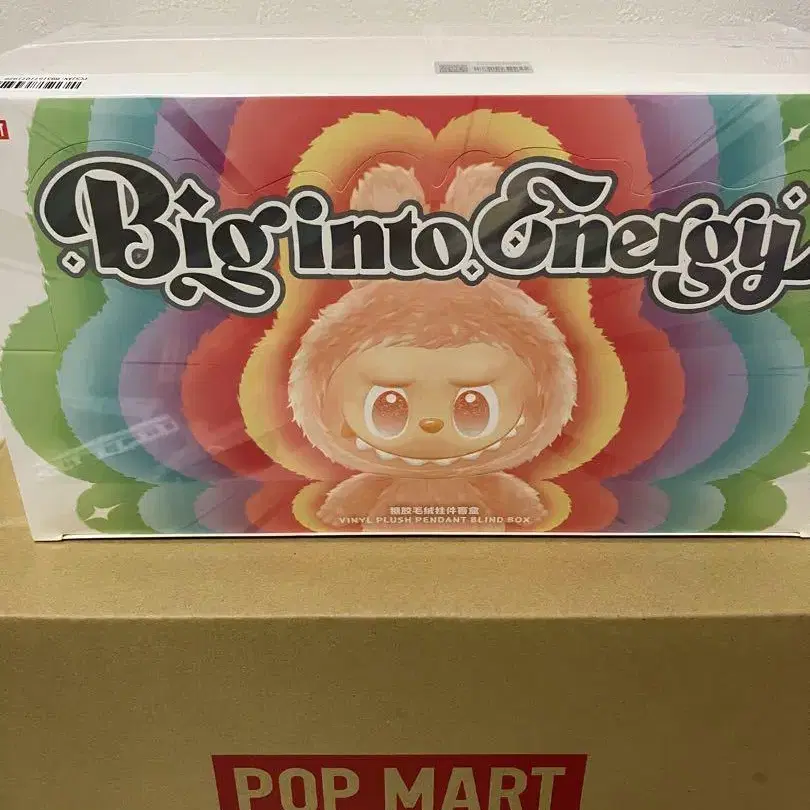 Big into Energy
搪胶毛绒挂件盲盒
VINYL PLUSH PENDANT BLIND BOX
POP MART